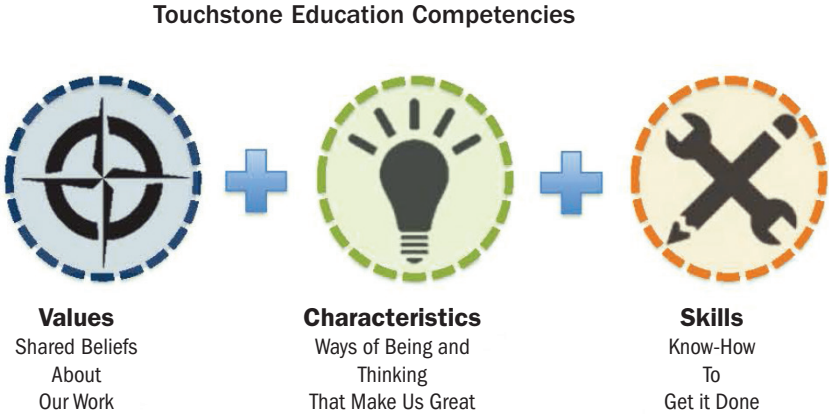 Touchstone Education Competencies
Values
Shared Beliefs
About
Our Work
Characteristics
Ways of Being and
Thinking
That Make Us Great
Skills
Know-How
To
Get it Done